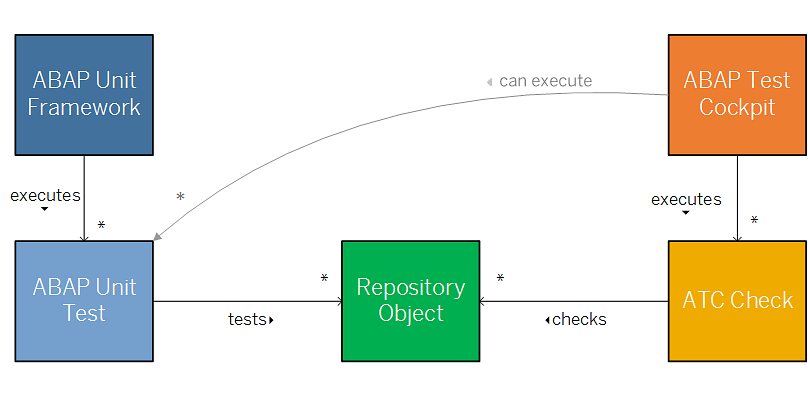 ABAP Unit
Framework
can execute
ABAP Test
Cockpit
executes
*
*
executes
*
ABAP Unit
Test
tests
*
Repository
Object
*
checks
ATC Check